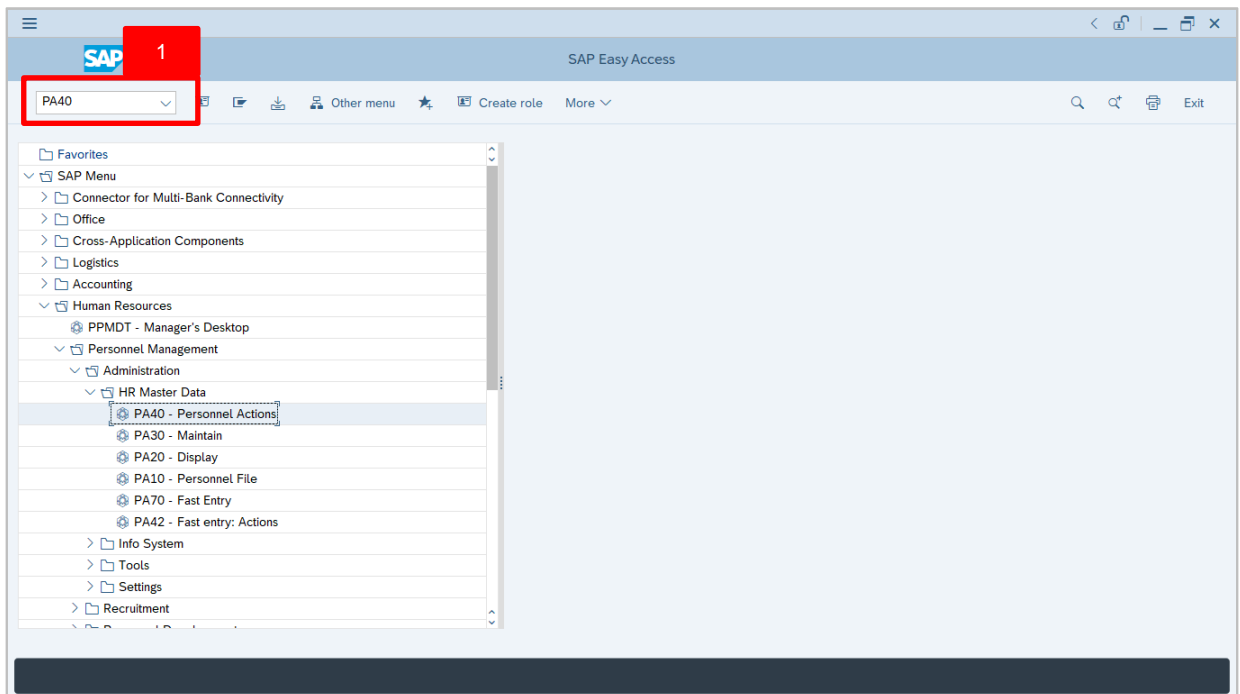 SAP
1
SAP Easy Access
PA40
Other menu
Create role
More
Exit
Favorites
SAP Menu
Connector for Multi-Bank Connectivity
Office
Cross-Application Components
Logistics
Accounting
Human Resources
PPMDT - Manager's Desktop
Personnel Management
Administration
HR Master Data
PA40 - Personnel Actions
PA30 - Maintain
PA20 - Display
PA10 - Personnel File
PA70 - Fast Entry
PA42 - Fast entry: Actions
Info System
Tools
Settings
Recruitment